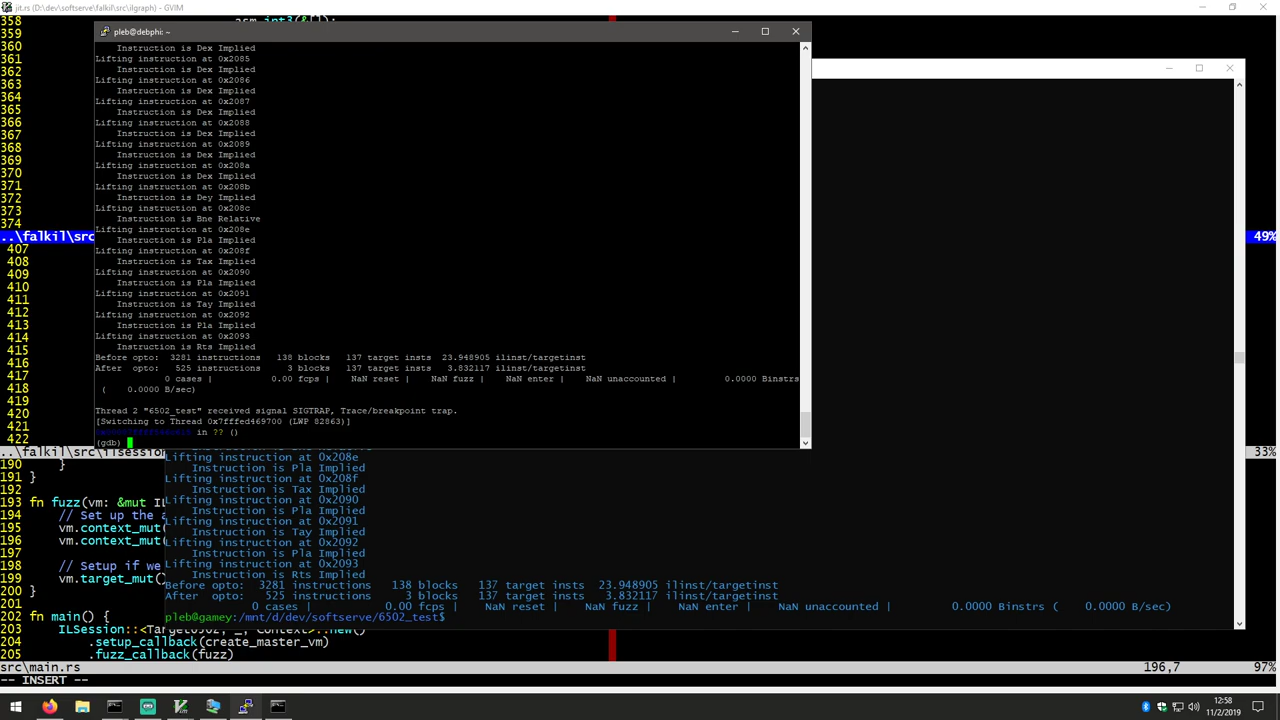 jit.rs (D:\dev\softserve\falkil\src\ilgraph) - GVIM
358 asm.int3(&[]);
359
360
361
362
363
364
365
366
367
368
369
370
371
372
373
374
..\falkil\src 49%
407
408
409
410
411
412
413
414
415
416
417
418
419
420
421
422
..\falkil\src\ilsession 33%
190 }
191 }
192
193 fn fuzz(vm: &mut IL
194 // Set up the a
195 vm.context_mut(
196 vm.context_mut(
197
198 // Setup if we
199 vm.target_mut()
200 }
201
202 fn main() {
203 ILSession::<Target6502, _, Context>::new()
204 .setup_callback(create_master_vm)
205 .fuzz_callback(fuzz)
src\main.rs 196,7 97%
-- INSERT --
pleb@debphi: ~
Instruction is Dex Implied
Lifting instruction at 0x2085
Instruction is Dex Implied
Lifting instruction at 0x2086
Instruction is Dex Implied
Lifting instruction at 0x2087
Instruction is Dex Implied
Lifting instruction at 0x2088
Instruction is Dex Implied
Lifting instruction at 0x2089
Instruction is Dex Implied
Lifting instruction at 0x208a
Instruction is Dex Implied
Lifting instruction at 0x208b
Instruction is Dey Implied
Lifting instruction at 0x208c
Instruction is Bne Relative
Lifting instruction at 0x208e
Instruction is Pla Implied
Lifting instruction at 0x208f
Instruction is Tax Implied
Lifting instruction at 0x2090
Instruction is Pla Implied
Lifting instruction at 0x2091
Instruction is Tay Implied
Lifting instruction at 0x2092
Instruction is Pla Implied
Lifting instruction at 0x2093
Instruction is Rts Implied
Before opto: 3281 instructions 138 blocks 137 target insts 23.948905 ilinst/targetinst
After opto: 525 instructions 3 blocks 137 target insts 3.832117 ilinst/targetinst
0 cases | 0.00 fcps | NaN reset | NaN fuzz | NaN enter | NaN unaccounted | 0.0000 Binstrs
( 0.0000 B/sec)
Thread 2 "6502_test" received signal SIGTRAP, Trace/breakpoint trap.
[Switching to Thread 0x7fffed469700 (LWP 82863)]
in ?? ()
(gdb)
Lifting instruction at 0x208e
Instruction is Pla Implied
Lifting instruction at 0x208f
Instruction is Tax Implied
Lifting instruction at 0x2090
Instruction is Pla Implied
Lifting instruction at 0x2091
Instruction is Tay Implied
Lifting instruction at 0x2092
Instruction is Pla Implied
Lifting instruction at 0x2093
Instruction is Rts Implied
Before opto: 3281 instructions 138 blocks 137 target insts 23.948905 ilinst/targetinst
After opto: 525 instructions 3 blocks 137 target insts 3.832117 ilinst/targetinst
0 cases | 0.00 fcps | NaN reset | NaN fuzz | NaN enter | NaN unaccounted | 0.0000 Binstrs ( 0.0000 B/sec)
pleb@gamey:/mnt/d/dev/softserve/6502_test$
12:58
11/2/2019